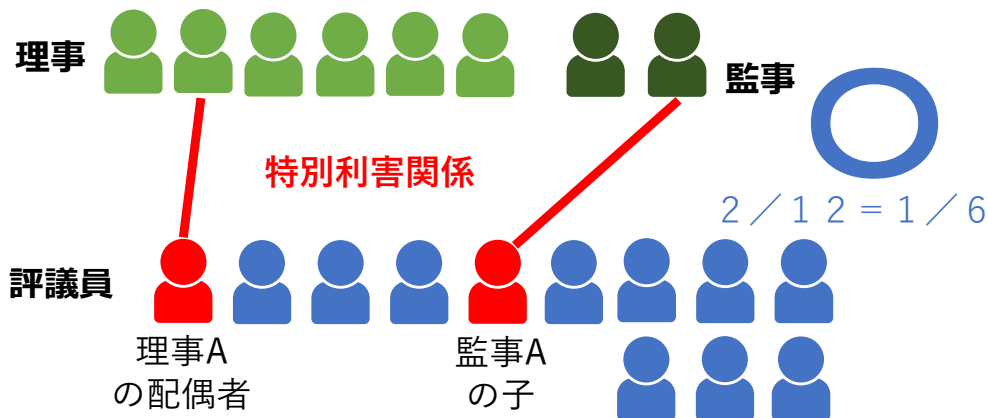 理事
監事
特別利害関係
２／１２＝１／６
評議員
理事A
の配偶者
監事A
の子